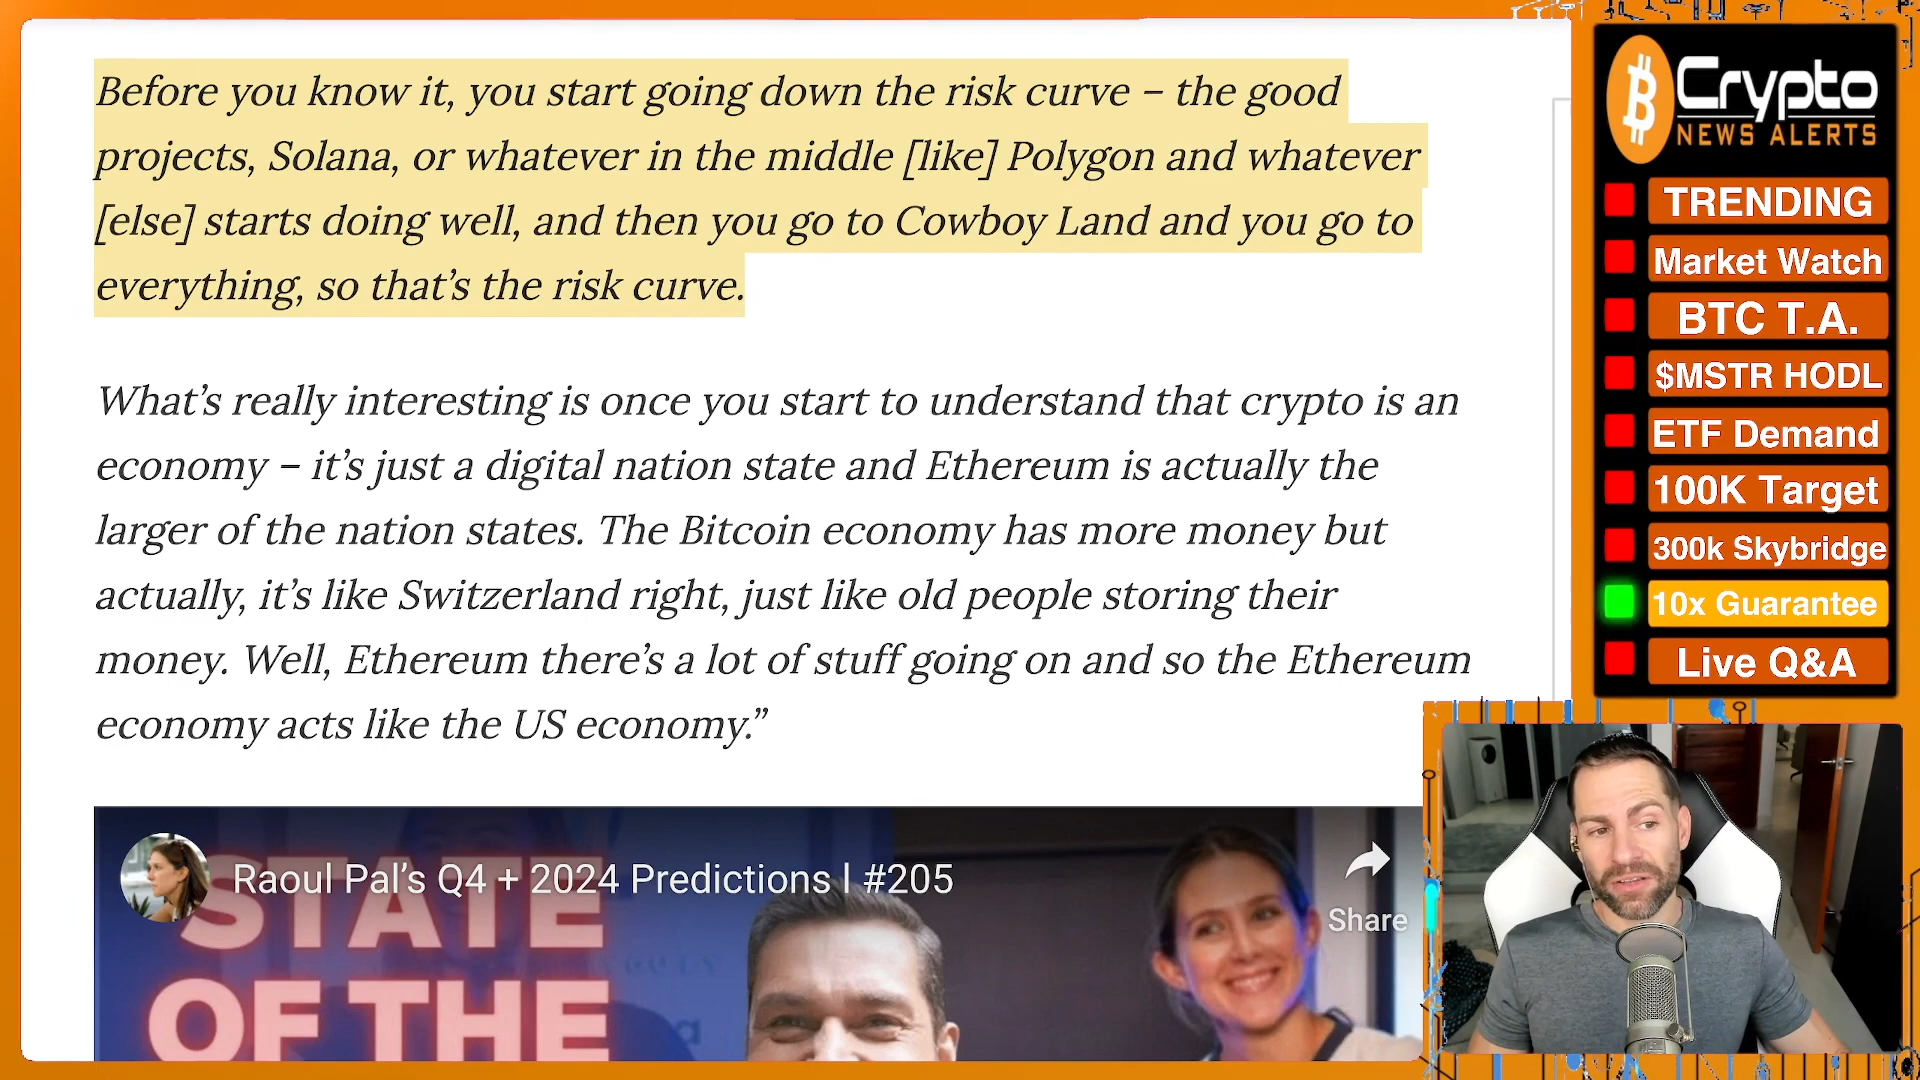 Before you know it, you start going down the risk curve – the good
projects, Solana, or whatever in the middle [like] Polygon and whatever
[else] starts doing well, and then you go to Cowboy Land and you go to
everything, so that’s the risk curve.
What’s really interesting is once you start to understand that crypto is an
economy – it’s just a digital nation state and Ethereum is actually the
larger of the nation states. The Bitcoin economy has more money but
actually, it’s like Switzerland right, just like old people storing their
money. Well, Ethereum there’s a lot of stuff going on and so the Ethereum
economy acts like the US economy.”
Raoul Pal’s Q4 + 2024 Predictions | #205
Share
STATE
OF THE
Crypto
NEWS ALERTS
TRENDING
Market Watch
BTC T.A.
$MSTR HODL
ETF Demand
100K Target
300k Skybridge
10x Guarantee
Live Q&A